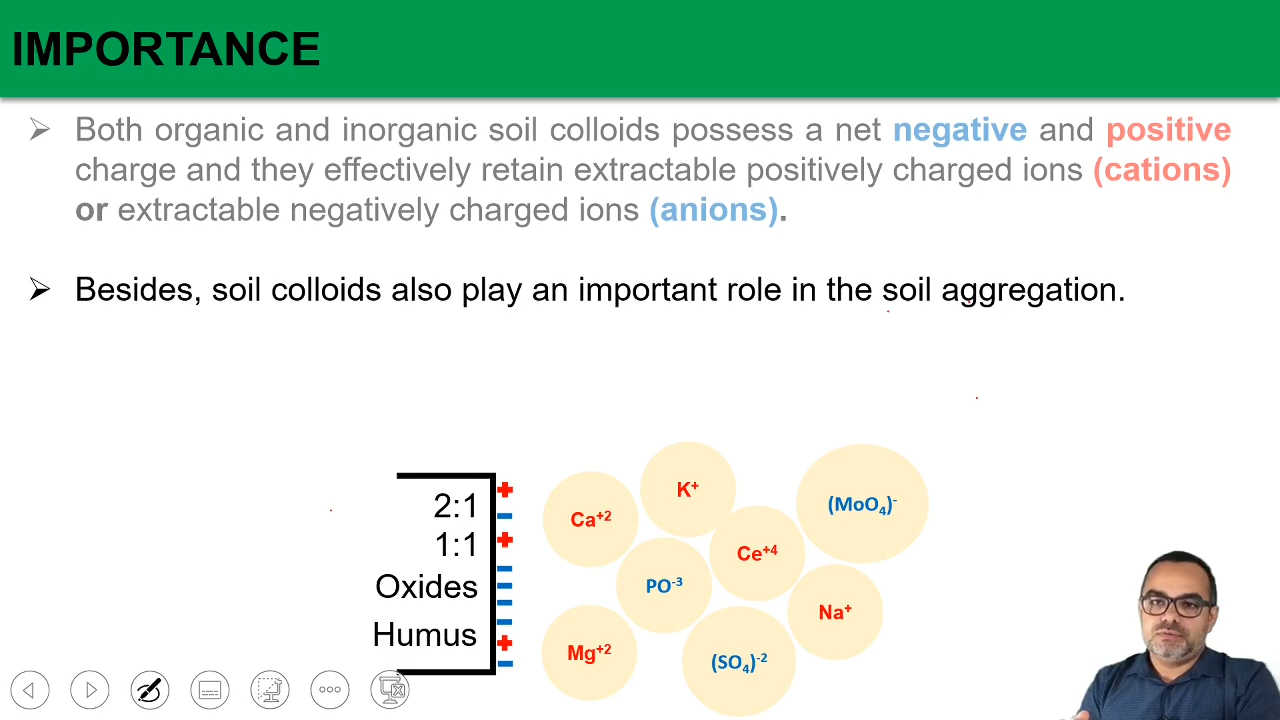 IMPORTANCE
➢ Both organic and inorganic soil colloids possess a net negative and positive
charge and they effectively retain extractable positively charged ions (cations)
or extractable negatively charged ions (anions).
➢ Besides, soil colloids also play an important role in the soil aggregation.
2:1
1:1
Oxides
Humus
+
−
+
−
−
−
−
+
−
Ca⁺²
K⁺
(MoO₄)⁻
Ce⁺⁴
PO⁻³
Na⁺
Mg⁺²
(SO₄)⁻²